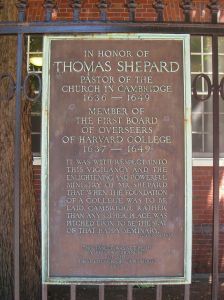 IN HONOR OF
THOMAS SHEPARD
PASTOR OF THE
CHURCH IN CAMBRIDGE
1636 — 1649
MEMBER OF
THE FIRST BOARD
OF OVERSEERS
OF HARVARD COLLEGE
1637 — 1649
IT WAS WITH RESPECT UNTO
THIS VIGILANCY AND THE
ENLIGHTENING AND POWERFUL
MINISTRY OF MR SHEPARD
THAT WHEN THE FOUNDATION
OF A COLLEGE WAS TO BE
LAID CAMBRIDGE RATHER
THAN ANY OTHER PLACE WAS
PITCHED UPON TO BE THE SEAT
OF THAT HAPPY SEMINARY